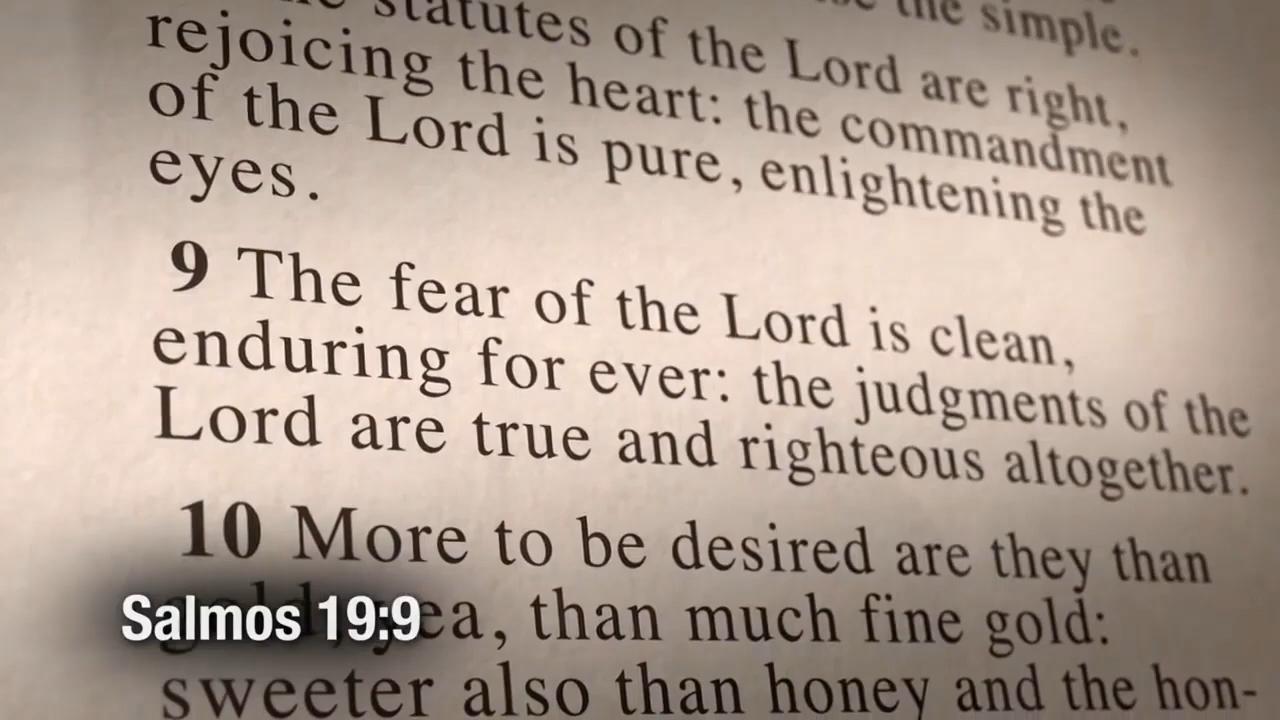 statutes of the Lord are right,
the simple.
rejoicing the heart: the commandment
of the Lord is pure, enlightening the
eyes.
9 The fear of the Lord is clean,
enduring for ever: the judgments of the
Lord are true and righteous altogether.
10 More to be desired are they than
than much fine gold:
Salmos 19:9
sweeter also than honey and the hon-